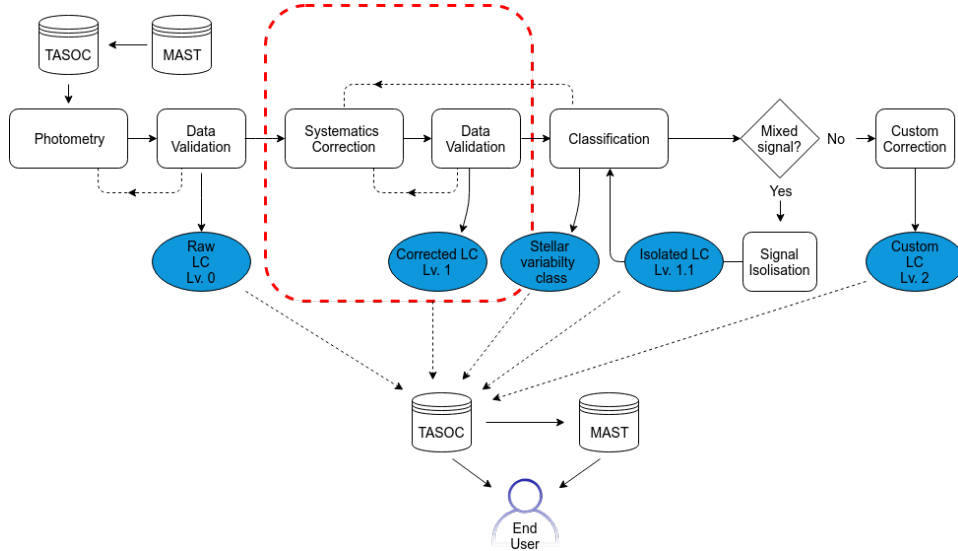 TASOC
MAST
Photometry
Data
Validation
Systematics
Correction
Data
Validation
Classification
Mixed
signal?
No
Custom
Correction
Yes
Raw
LC
Lv. 0
Corrected LC
Lv. 1
Stellar
variabilty
class
Isolated LC
Lv. 1.1
Signal
Isolisation
Custom
LC
Lv. 2
TASOC
MAST
End
User